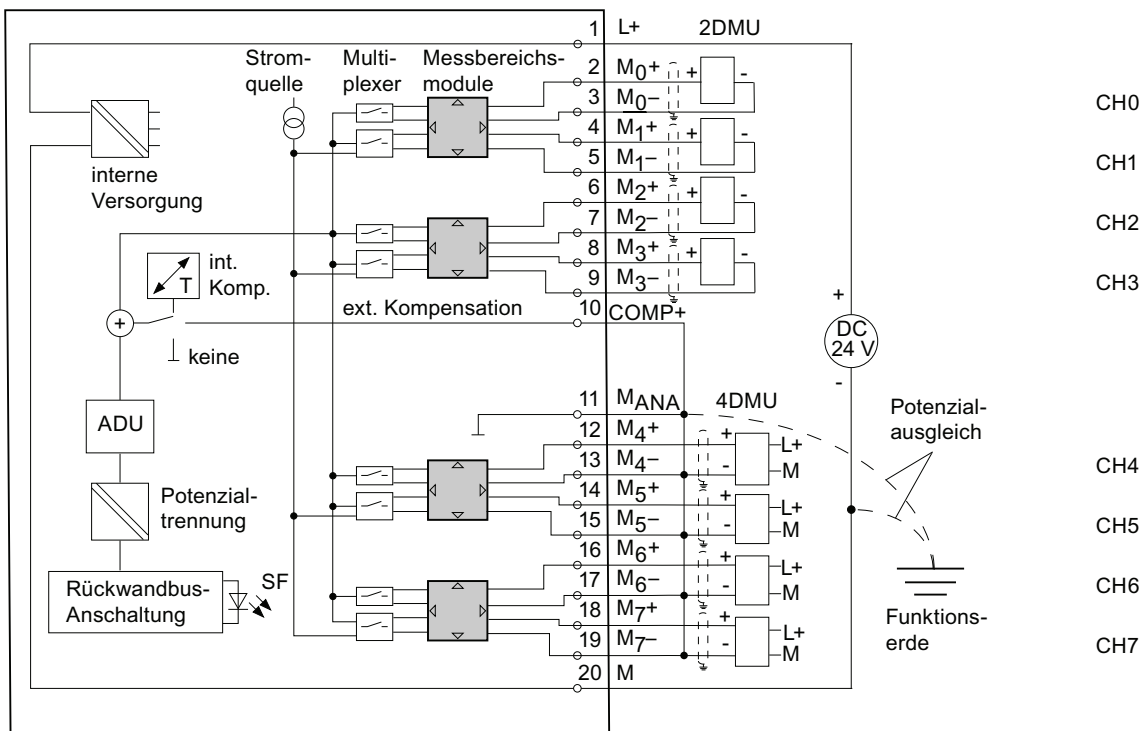 1 L+ 2DMU
Strom-
quelle
Multi-
plexer
Messbereichs-
module
2 M0+ + -
3 M0–
CH0
4 M1+ + -
5 M1–
CH1
interne
Versorgung
6 M2+ + -
7 M2–
CH2
8 M3+ + -
9 M3–
CH3
T
int.
Komp.
10 COMP+
ext. Kompensation
+
keine
+
DC
24 V
-
11 MANA 4DMU
Potenzial-
ausgleich
ADU
12 M4+ + L+
13 M4– - M
CH4
Potenzial-
trennung
14 M5+ + L+
15 M5– - M
CH5
16 M6+ + L+
17 M6– - M
CH6
Rückwandbus-
Anschaltung
SF
18 M7+ + L+
19 M7– - M
CH7
Funktions-
erde
20 M